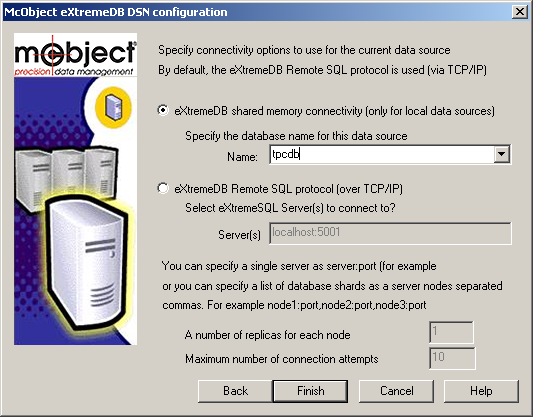 McObject eXtremeDB DSN configuration
mcobject
precision data management
Specify connectivity options to use for the current data source
By default, the eXtremeDB Remote SQL protocol is used (via TCP/IP)
eXtremeDB shared memory connectivity (only for local data sources)
Specify the database name for this data source
Name: tpcdb
eXtremeDB Remote SQL protocol (over TCP/IP)
Select eXtremeSQL Server(s) to connect to?
Server(s) localhost:5001
You can specify a single server as server:port (for example
or you can specify a list of database shards as a server nodes separated
commas. For example node1:port,node2:port,node3:port
A number of replicas for each node 1
Maximum number of connection attempts 10
Back Finish Cancel Help